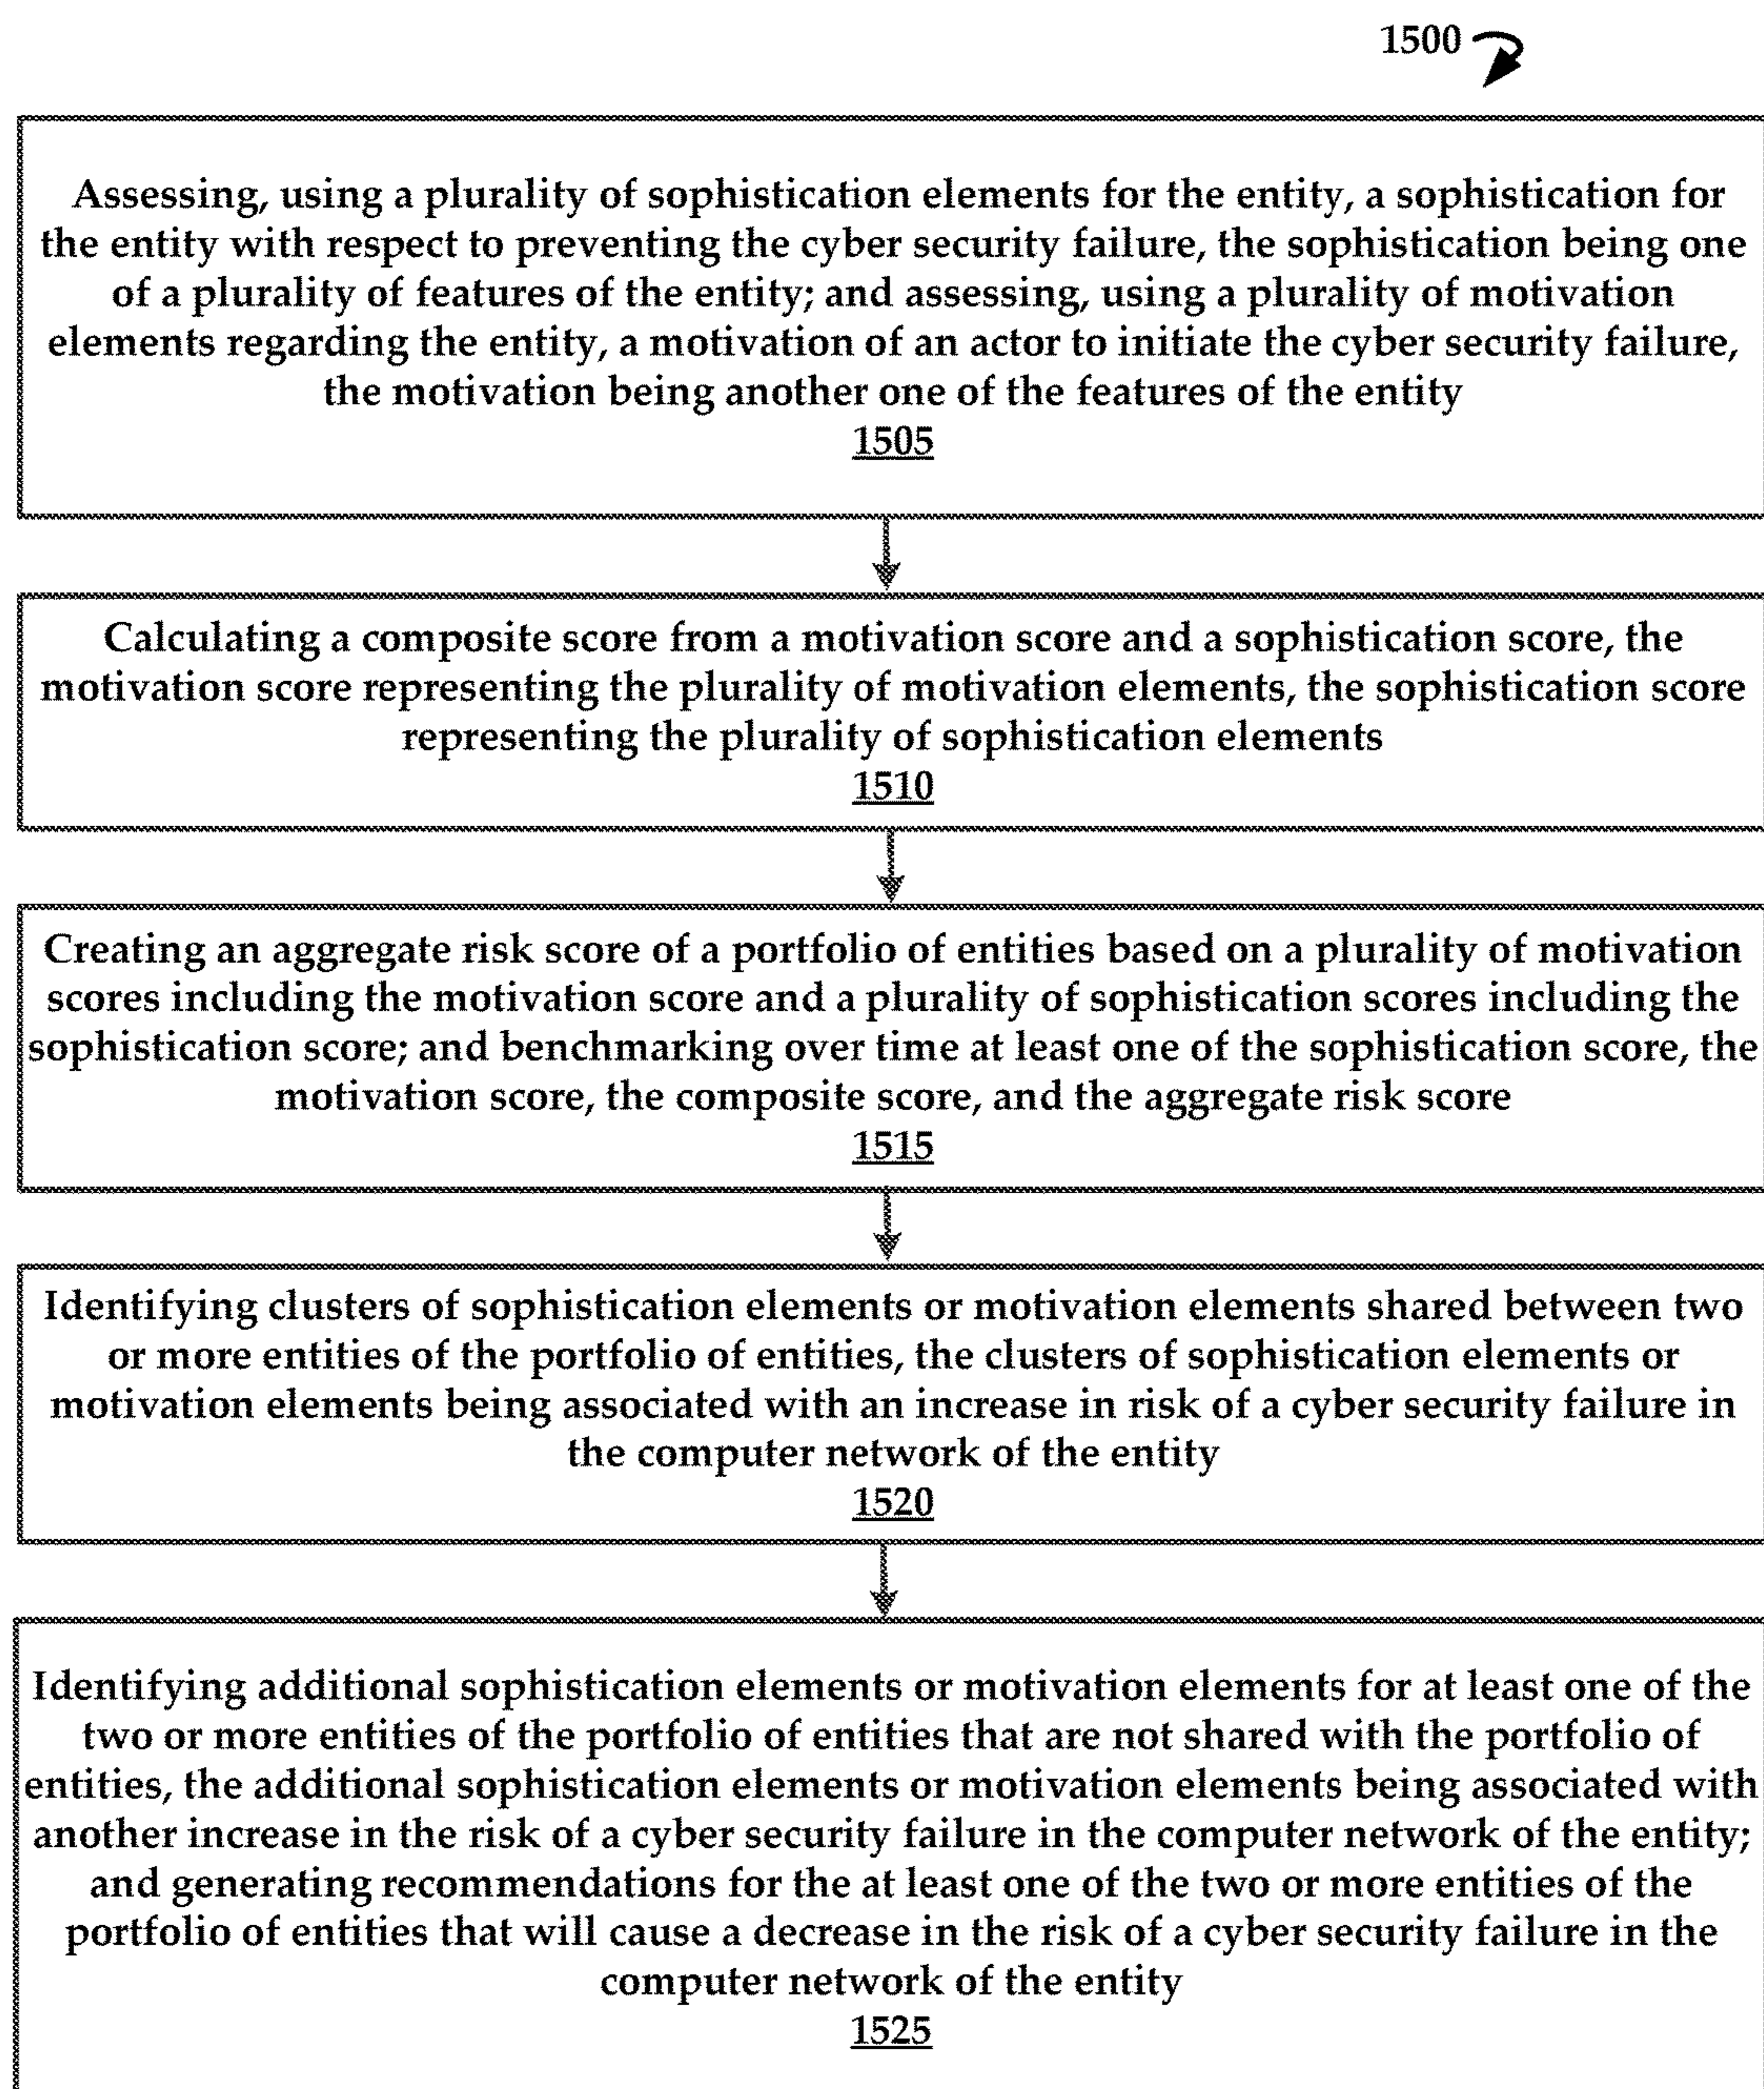 1500
Assessing, using a plurality of sophistication elements for the entity, a sophistication for
the entity with respect to preventing the cyber security failure, the sophistication being one
of a plurality of features of the entity; and assessing, using a plurality of motivation
elements regarding the entity, a motivation of an actor to initiate the cyber security failure,
the motivation being another one of the features of the entity
1505
Calculating a composite score from a motivation score and a sophistication score, the
motivation score representing the plurality of motivation elements, the sophistication score
representing the plurality of sophistication elements
1510
Creating an aggregate risk score of a portfolio of entities based on a plurality of motivation
scores including the motivation score and a plurality of sophistication scores including the
sophistication score; and benchmarking over time at least one of the sophistication score, the
motivation score, the composite score, and the aggregate risk score
1515
Identifying clusters of sophistication elements or motivation elements shared between two
or more entities of the portfolio of entities, the clusters of sophistication elements or
motivation elements being associated with an increase in risk of a cyber security failure in
the computer network of the entity
1520
Identifying additional sophistication elements or motivation elements for at least one of the
two or more entities of the portfolio of entities that are not shared with the portfolio of
entities, the additional sophistication elements or motivation elements being associated with
another increase in the risk of a cyber security failure in the computer network of the entity;
and generating recommendations for the at least one of the two or more entities of the
portfolio of entities that will cause a decrease in the risk of a cyber security failure in the
computer network of the entity
1525